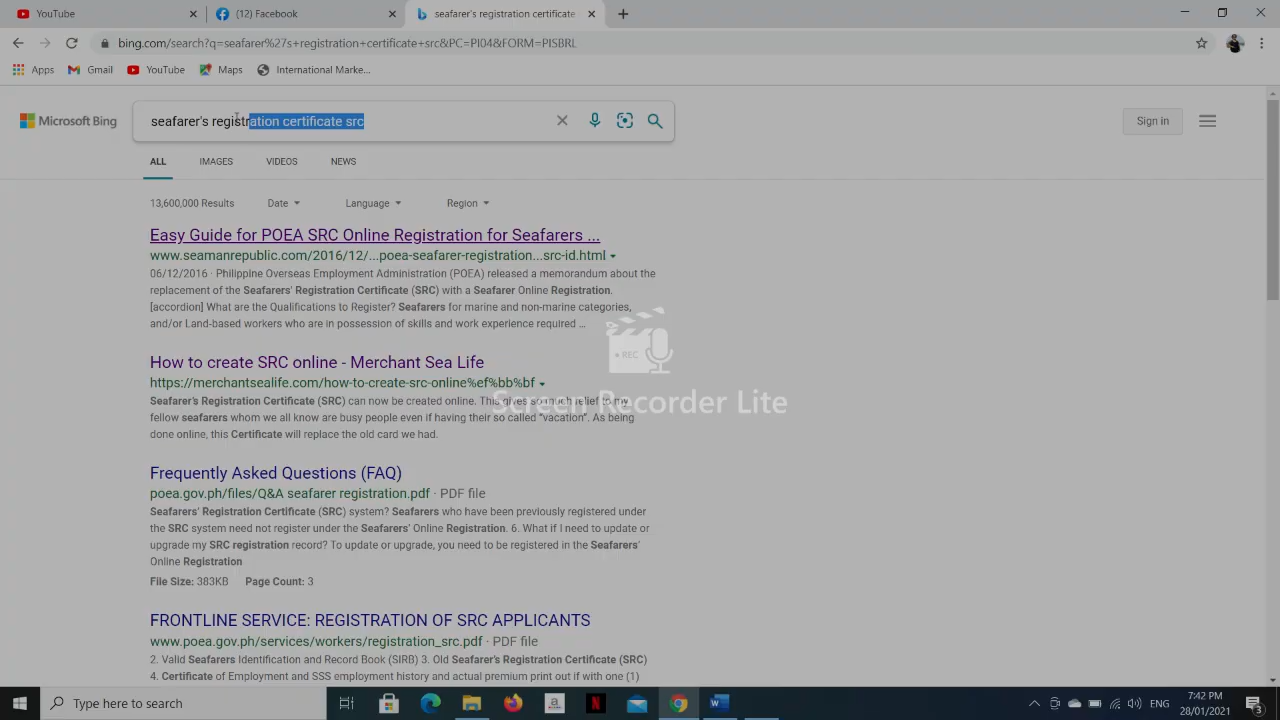 YouTube
(12) Facebook
seafarer's registration certificate
bing.com/search?q=seafarer%27s+registration+certificate+src&PC=PI04&FORM=PISBRL
Apps
Gmail
YouTube
Maps
International Marke...
Microsoft Bing
seafarer's registration certificate src
Sign in
ALL
IMAGES
VIDEOS
NEWS
13,600,000 Results
Date
Language
Region
Easy Guide for POEA SRC Online Registration for Seafarers ...
www.seamanrepublic.com/2016/12/...poea-seafarer-registration...src-id.html
06/12/2016 · Philippine Overseas Employment Administration (POEA) released a memorandum about the
replacement of the Seafarers' Registration Certificate (SRC) with a Seafarer Online Registration.
[accordion] What are the Qualifications to Register? Seafarers for marine and non-marine categories,
and/or Land-based workers who are in possession of skills and work experience required ...
REC
How to create SRC online - Merchant Sea Life
https://merchantsealife.com/how-to-create-src-online%ef%bb%bf
Seafarer's Registration Certificate (SRC) can now be created online. This gives so much relief to my
Screen Recorder Lite
fellow seafarers whom we all know are busy people even if having their so called "vacation". As being
done online, this Certificate will replace the old card we had.
Frequently Asked Questions (FAQ)
poea.gov.ph/files/Q&A seafarer registration.pdf · PDF file
Seafarers' Registration Certificate (SRC) system? Seafarers who have been previously registered under
the SRC system need not register under the Seafarers' Online Registration. 6. What if I need to update or
upgrade my SRC registration record? To update or upgrade, you need to be registered in the Seafarers'
Online Registration
File Size: 383KB Page Count: 3
FRONTLINE SERVICE: REGISTRATION OF SRC APPLICANTS
www.poea.gov.ph/services/workers/registration_src.pdf · PDF file
2. Valid Seafarers Identification and Record Book (SIRB) 3. Old Seafarer's Registration Certificate (SRC)
4. Certificate of Employment and SSS employment history and actual premium print out if with one (1)
Type here to search
ENG
7:42 PM
28/01/2021
3